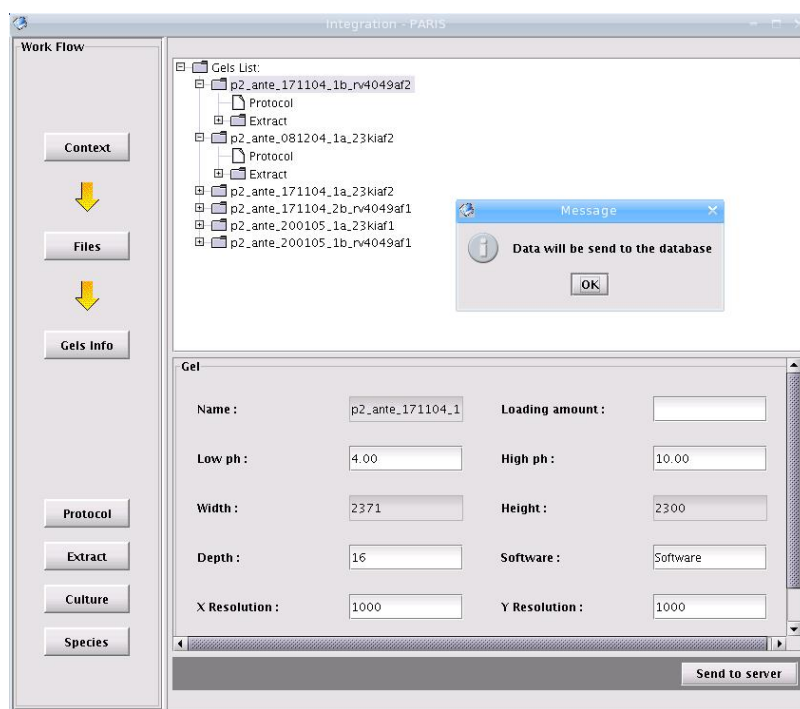 Integration - PARIS
Work Flow
Context
Files
Gels Info
Protocol
Extract
Culture
Species
Gels List:
p2_ante_171104_1b_rv4049af2
Protocol
Extract
p2_ante_081204_1a_23kiaf2
Protocol
Extract
p2_ante_171104_1a_23kiaf2
p2_ante_171104_2b_rv4049af1
p2_ante_200105_1a_23kiaf1
p2_ante_200105_1b_rv4049af1
Message
Data will be send to the database
OK
Gel
Name : p2_ante_171104_1 Loading amount :
Low ph : 4.00 High ph : 10.00
Width : 2371 Height : 2300
Depth : 16 Software : Software
X Resolution : 1000 Y Resolution : 1000
Send to server